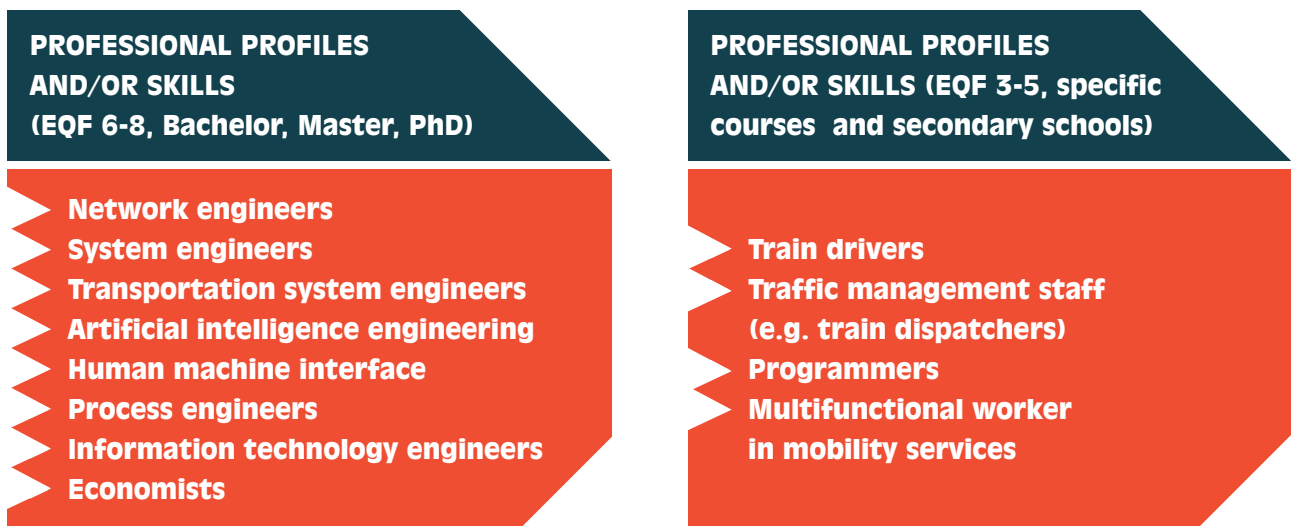 PROFESSIONAL PROFILES
AND/OR SKILLS
(EQF 6-8, Bachelor, Master, PhD)
Network engineers
System engineers
Transportation system engineers
Artificial intelligence engineering
Human machine interface
Process engineers
Information technology engineers
Economists
PROFESSIONAL PROFILES
AND/OR SKILLS (EQF 3-5, specific
courses and secondary schools)
Train drivers
Traffic management staff
(e.g. train dispatchers)
Programmers
Multifunctional worker
in mobility services